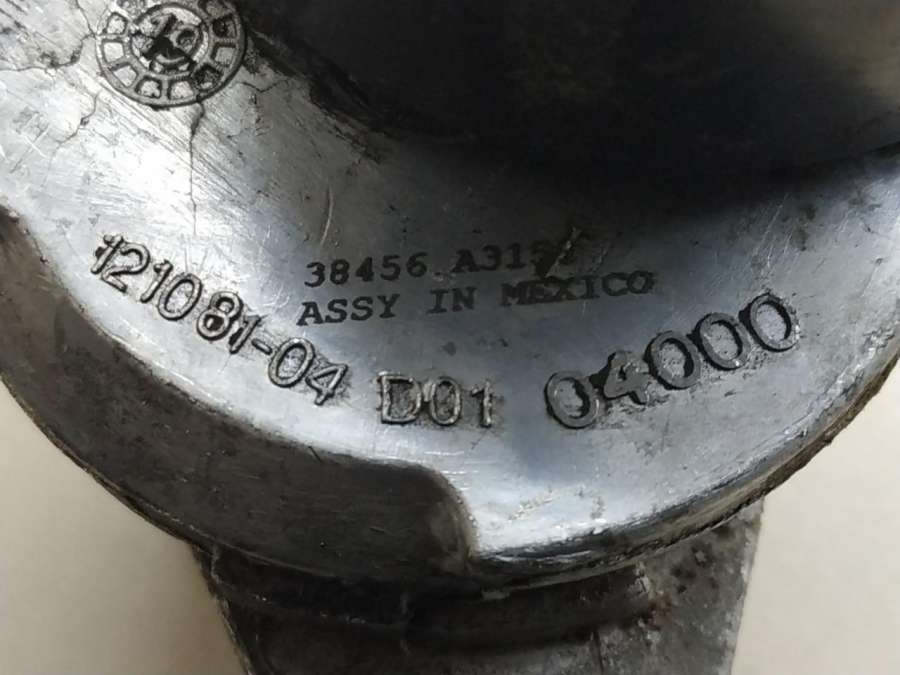 38456
ASSY IN MEXICO
121081-04 D01 04000